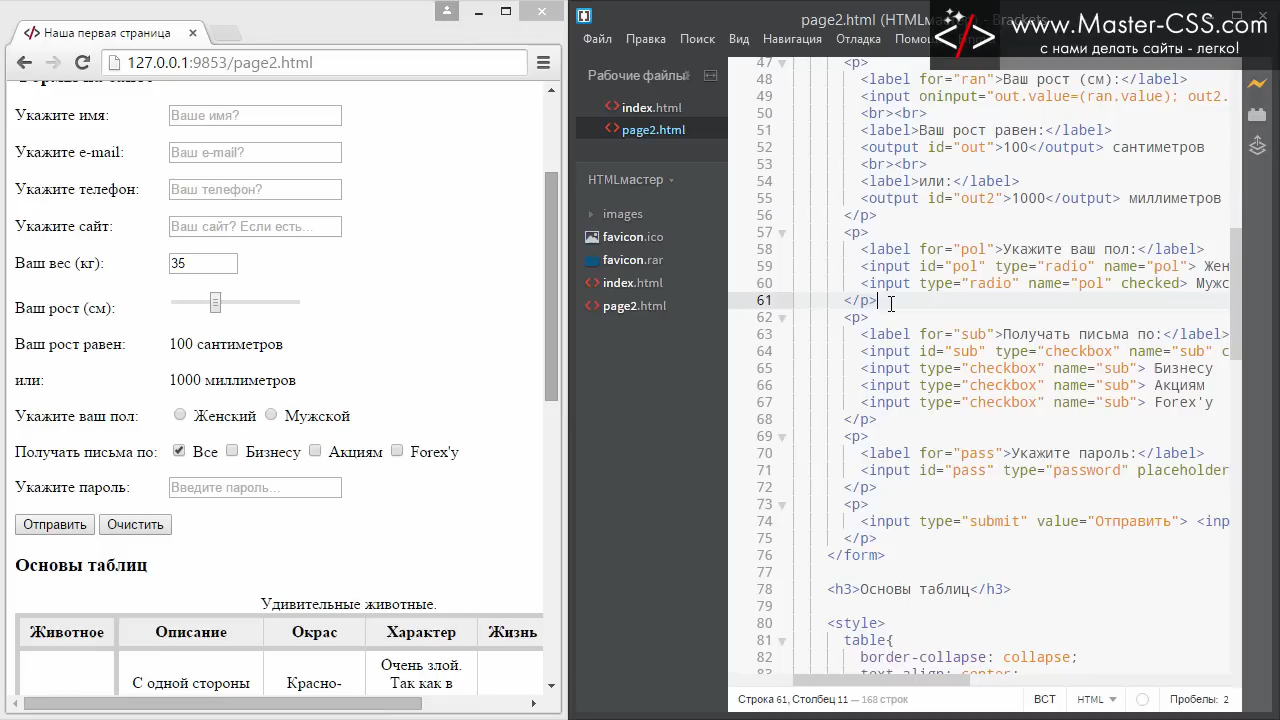 Наша первая страница
127.0.0.1:9853/page2.html
Укажите имя: Ваше имя?
Укажите e-mail: Ваш e-mail?
Укажите телефон: Ваш телефон?
Укажите сайт: Ваш сайт? Если есть...
Ваш вес (кг): 35
Ваш рост (см):
Ваш рост равен: 100 сантиметров
или: 1000 миллиметров
Укажите ваш пол: Женский Мужской
Получать письма по: Все Бизнесу Акциям Forex'у
Укажите пароль: Введите пароль...
Отправить Очистить
Основы таблиц
Удивительные животные.
Животное Описание Окрас Характер Жизнь
Очень злой.
С одной стороны Красно- Так как в
page2.html (HTMLмастер) - Brackets
www.Master-CSS.com
с нами делать сайты - легко!
Файл Правка Поиск Вид Навигация Отладка Помощь
Рабочие файлы
index.html
page2.html
HTMLмастер
images
favicon.ico
favicon.rar
index.html
page2.html
47 <p>
48 <label for="ran">Ваш рост (см):</label>
49 <input oninput="out.value=(ran.value); out2.
50 <br><br>
51 <label>Ваш рост равен:</label>
52 <output id="out">100</output> сантиметров
53 <br><br>
54 <label>или:</label>
55 <output id="out2">1000</output> миллиметров
56 </p>
57 <p>
58 <label for="pol">Укажите ваш пол:</label>
59 <input id="pol" type="radio" name="pol"> Жен
60 <input type="radio" name="pol" checked> Мужс
61 </p>
62 <p>
63 <label for="sub">Получать письма по:</label>
64 <input id="sub" type="checkbox" name="sub" c
65 <input type="checkbox" name="sub"> Бизнесу
66 <input type="checkbox" name="sub"> Акциям
67 <input type="checkbox" name="sub"> Forex'у
68 </p>
69 <p>
70 <label for="pass">Укажите пароль:</label>
71 <input id="pass" type="password" placeholder
72 </p>
73 <p>
74 <input type="submit" value="Отправить"> <inp
75 </p>
76 </form>
77
78 <h3>Основы таблиц</h3>
79
80 <style>
81 table{
82 border-collapse: collapse;
83 text-align: center;
Строка 61, Столбец 11 — 168 строк ВСТ HTML Пробелы: 2